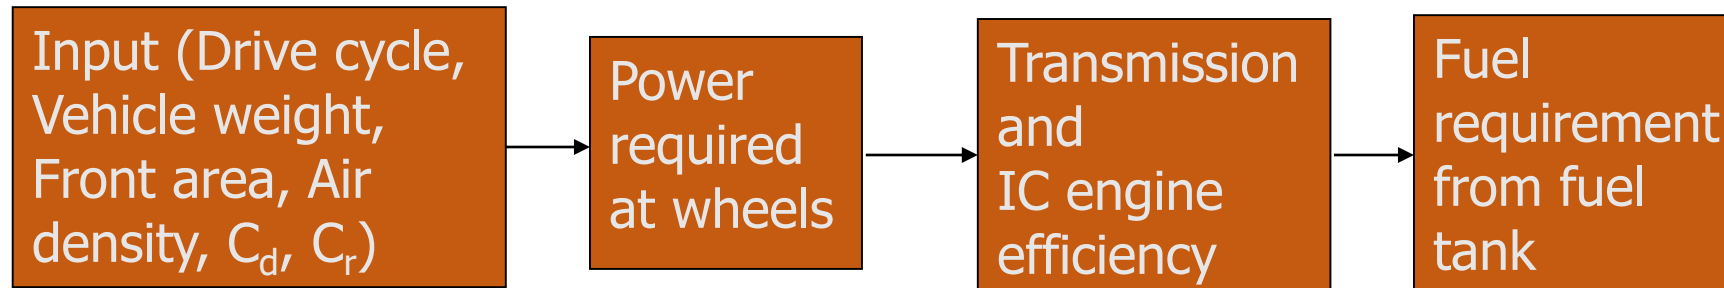 Input (Drive cycle,
Vehicle weight,
Front area, Air
density, Cd, Cr)
Power
required
at wheels
Transmission
and
IC engine
efficiency
Fuel
requirement
from fuel
tank